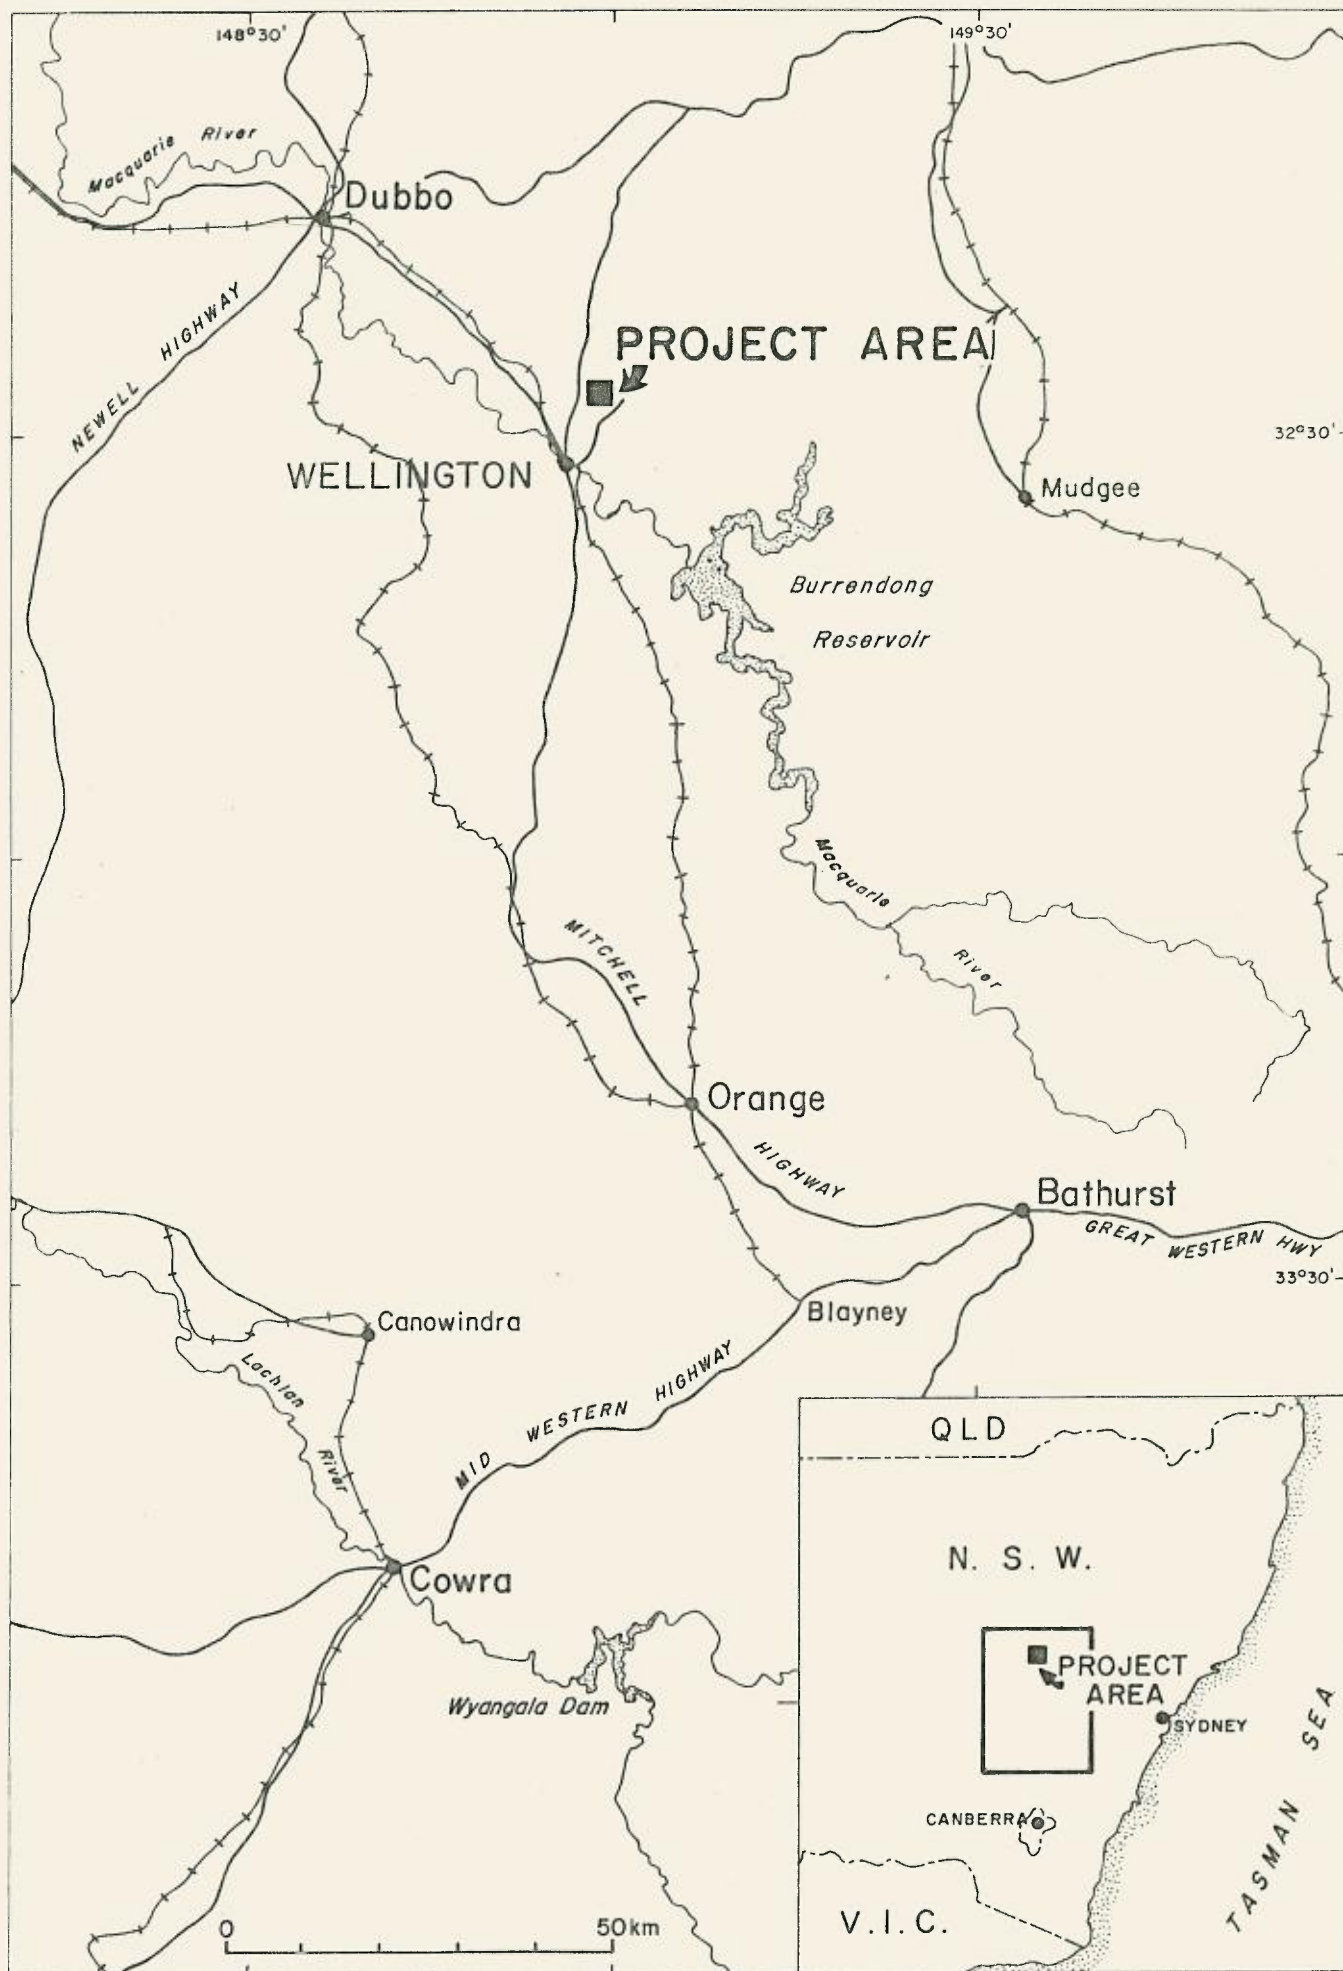 148°30'
149°30'
Macquarie River
Dubbo
NEWELL HIGHWAY
PROJECT AREA
32°30'
WELLINGTON
Mudgee
Burrendong
Reservoir
Macquarie
River
MITCHELL
Orange
HIGHWAY
Bathurst
GREAT WESTERN HWY
33°30'
Blayney
Canowindra
Lachlan
River
MID WESTERN HIGHWAY
Cowra
Wyangala Dam
0 50km
QLD
N. S. W.
PROJECT
AREA
SYDNEY
CANBERRA
TASMAN SEA
V.I.C.